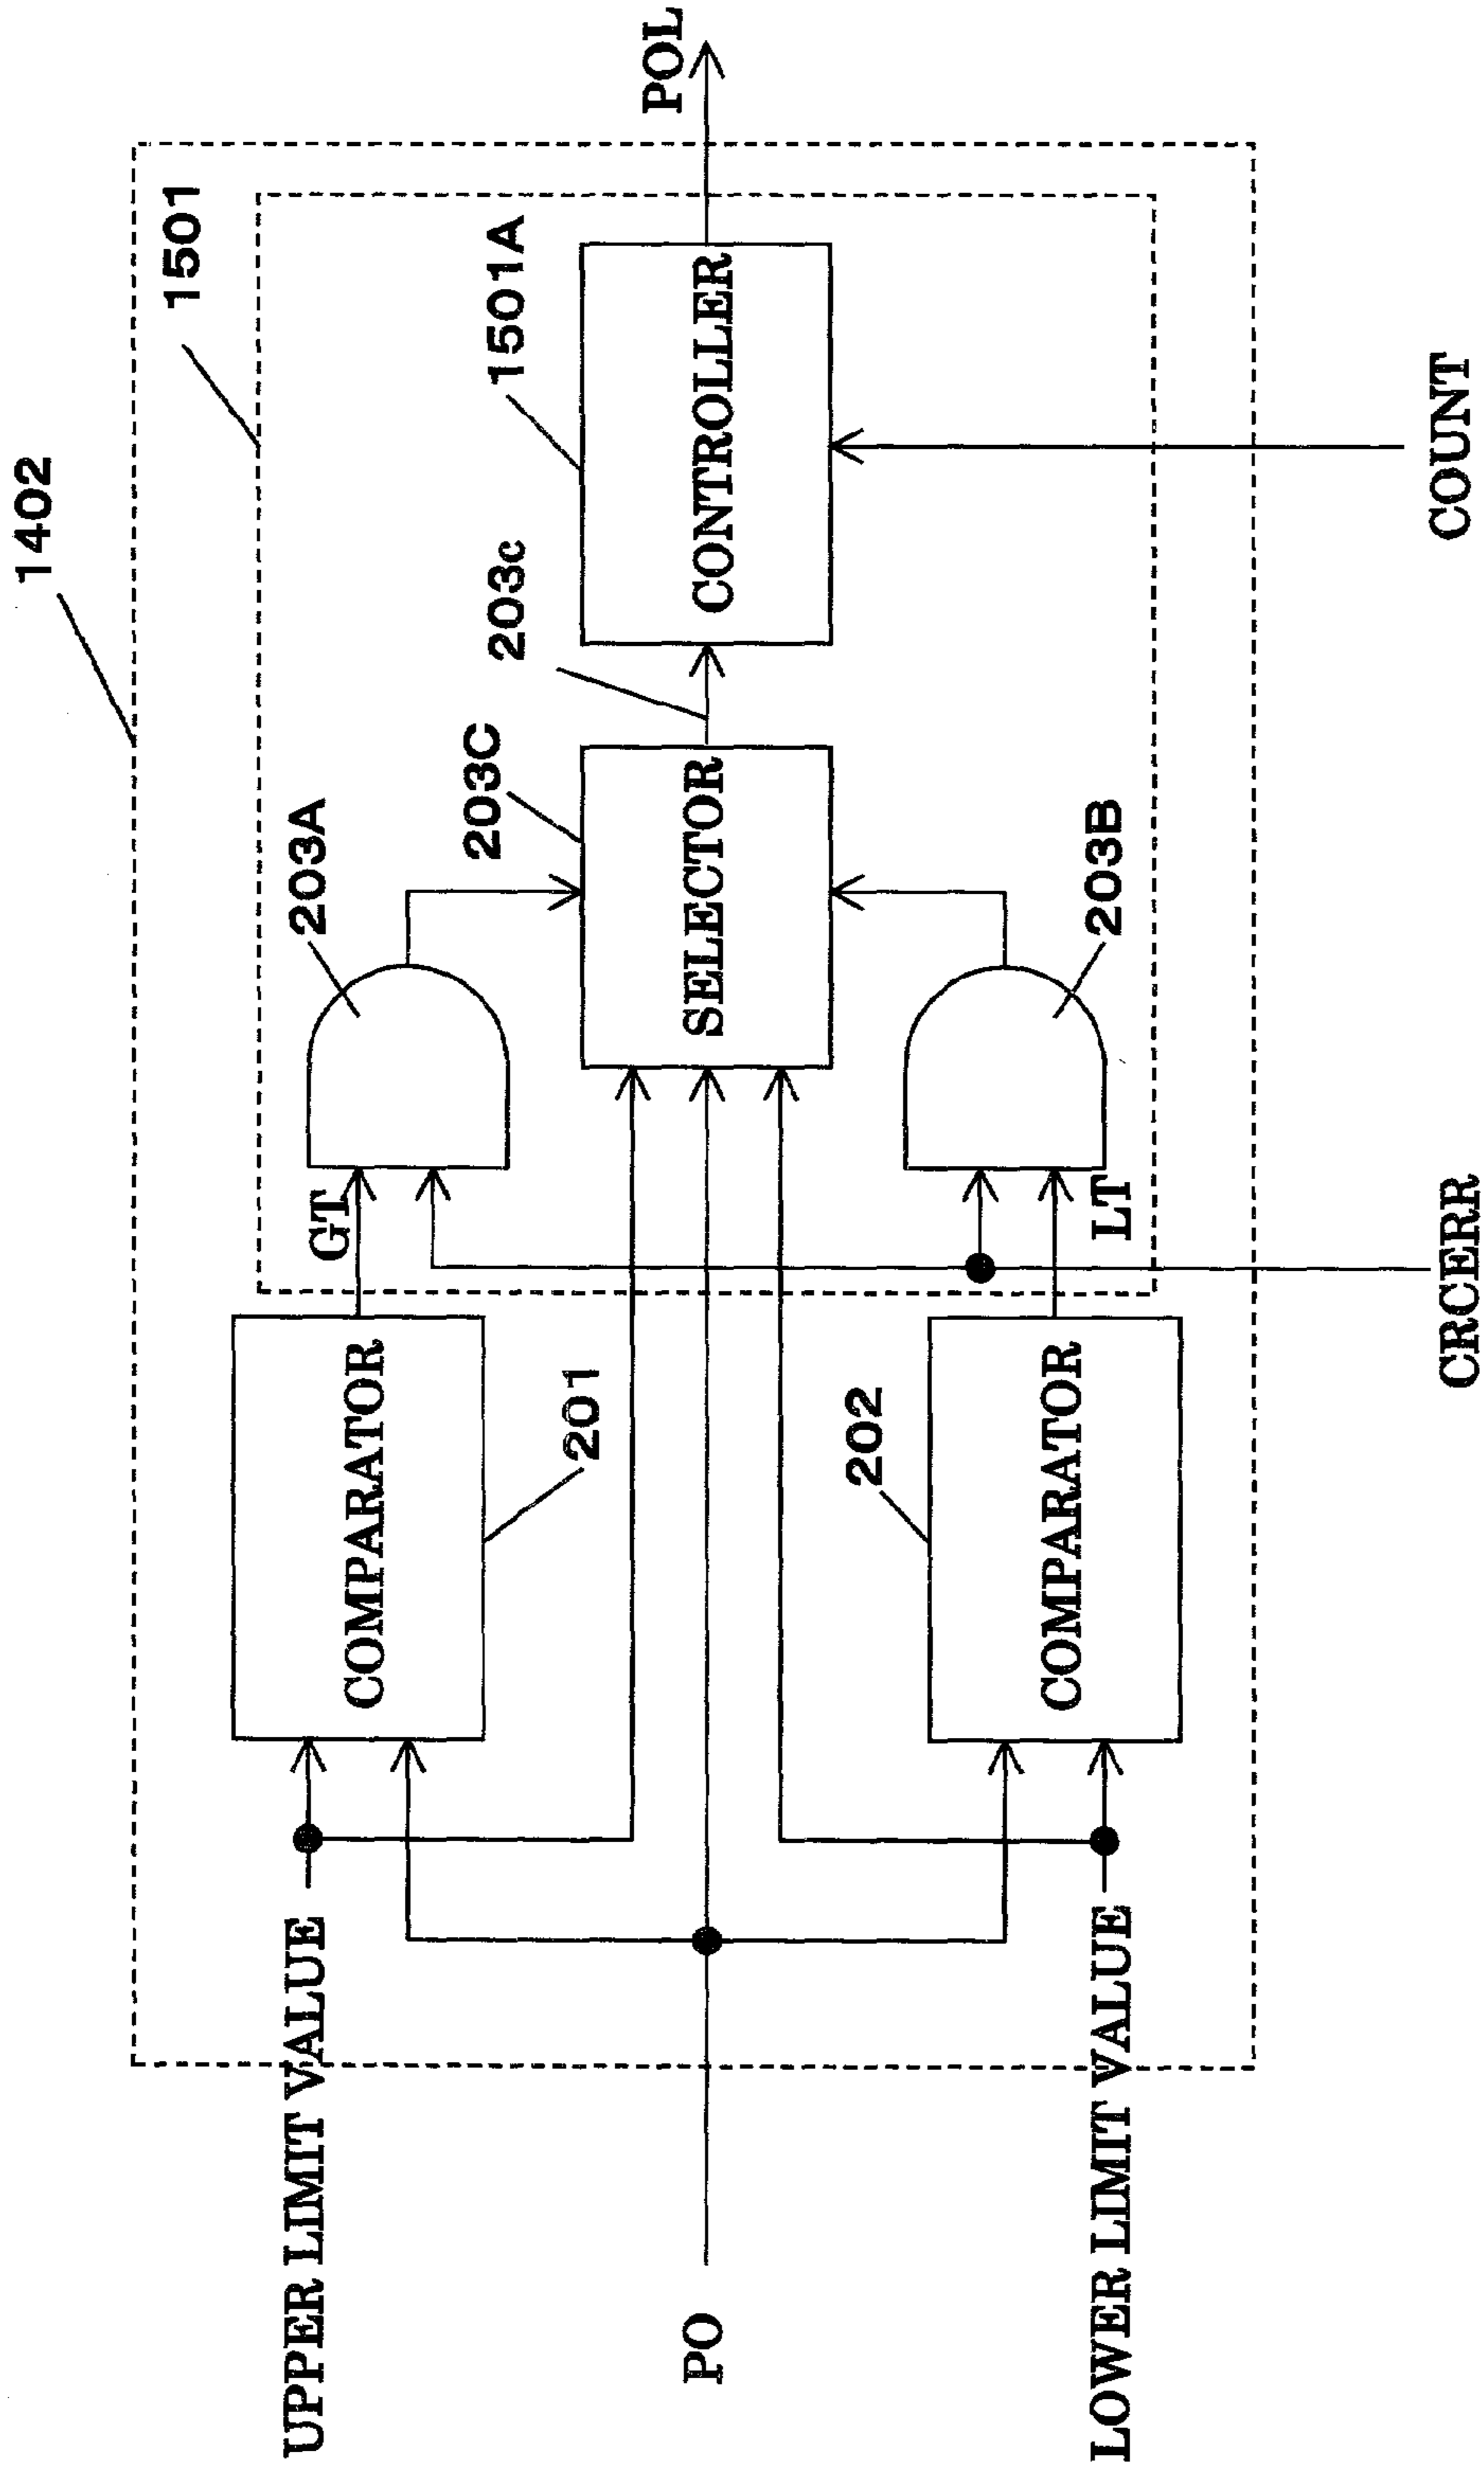 1402
1501
UPPER LIMIT VALUE
COMPARATOR
201
GT
203A
203C
SELECTOR
203c
1501A
CONTROLLER
POL
PO
LOWER LIMIT VALUE
COMPARATOR
202
LT
203B
CRCERR
COUNT